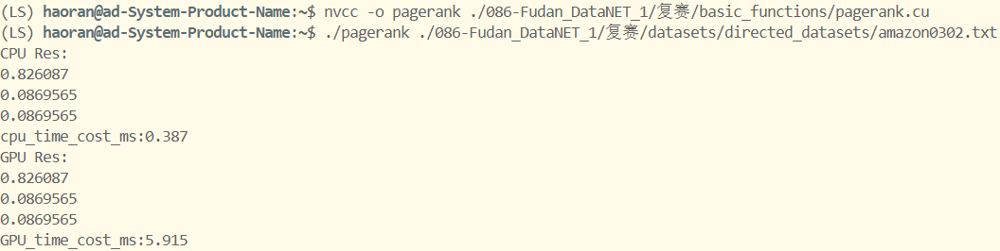 (LS) haoran@ad-System-Product-Name:~$ nvcc -o pagerank ./086-Fudan_DataNET_1/复赛/basic_functions/pagerank.cu
(LS) haoran@ad-System-Product-Name:~$ ./pagerank ./086-Fudan_DataNET_1/复赛/datasets/directed_datasets/amazon0302.txt
CPU Res:
0.826087
0.0869565
0.0869565
cpu_time_cost_ms:0.387
GPU Res:
0.826087
0.0869565
0.0869565
GPU_time_cost_ms:5.915